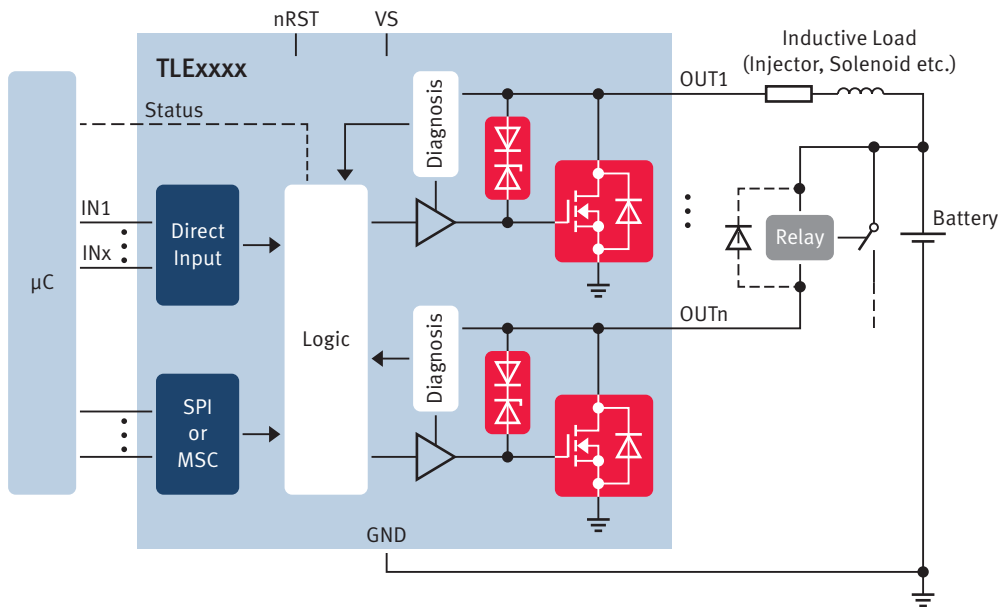 nRST
VS
TLExxxx
Inductive Load
(Injector, Solenoid etc.)
OUT1
Status
Diagnosis
IN1
INx
Direct
Input
µC
Logic
Relay
Battery
OUTn
Diagnosis
SPI
or
MSC
GND